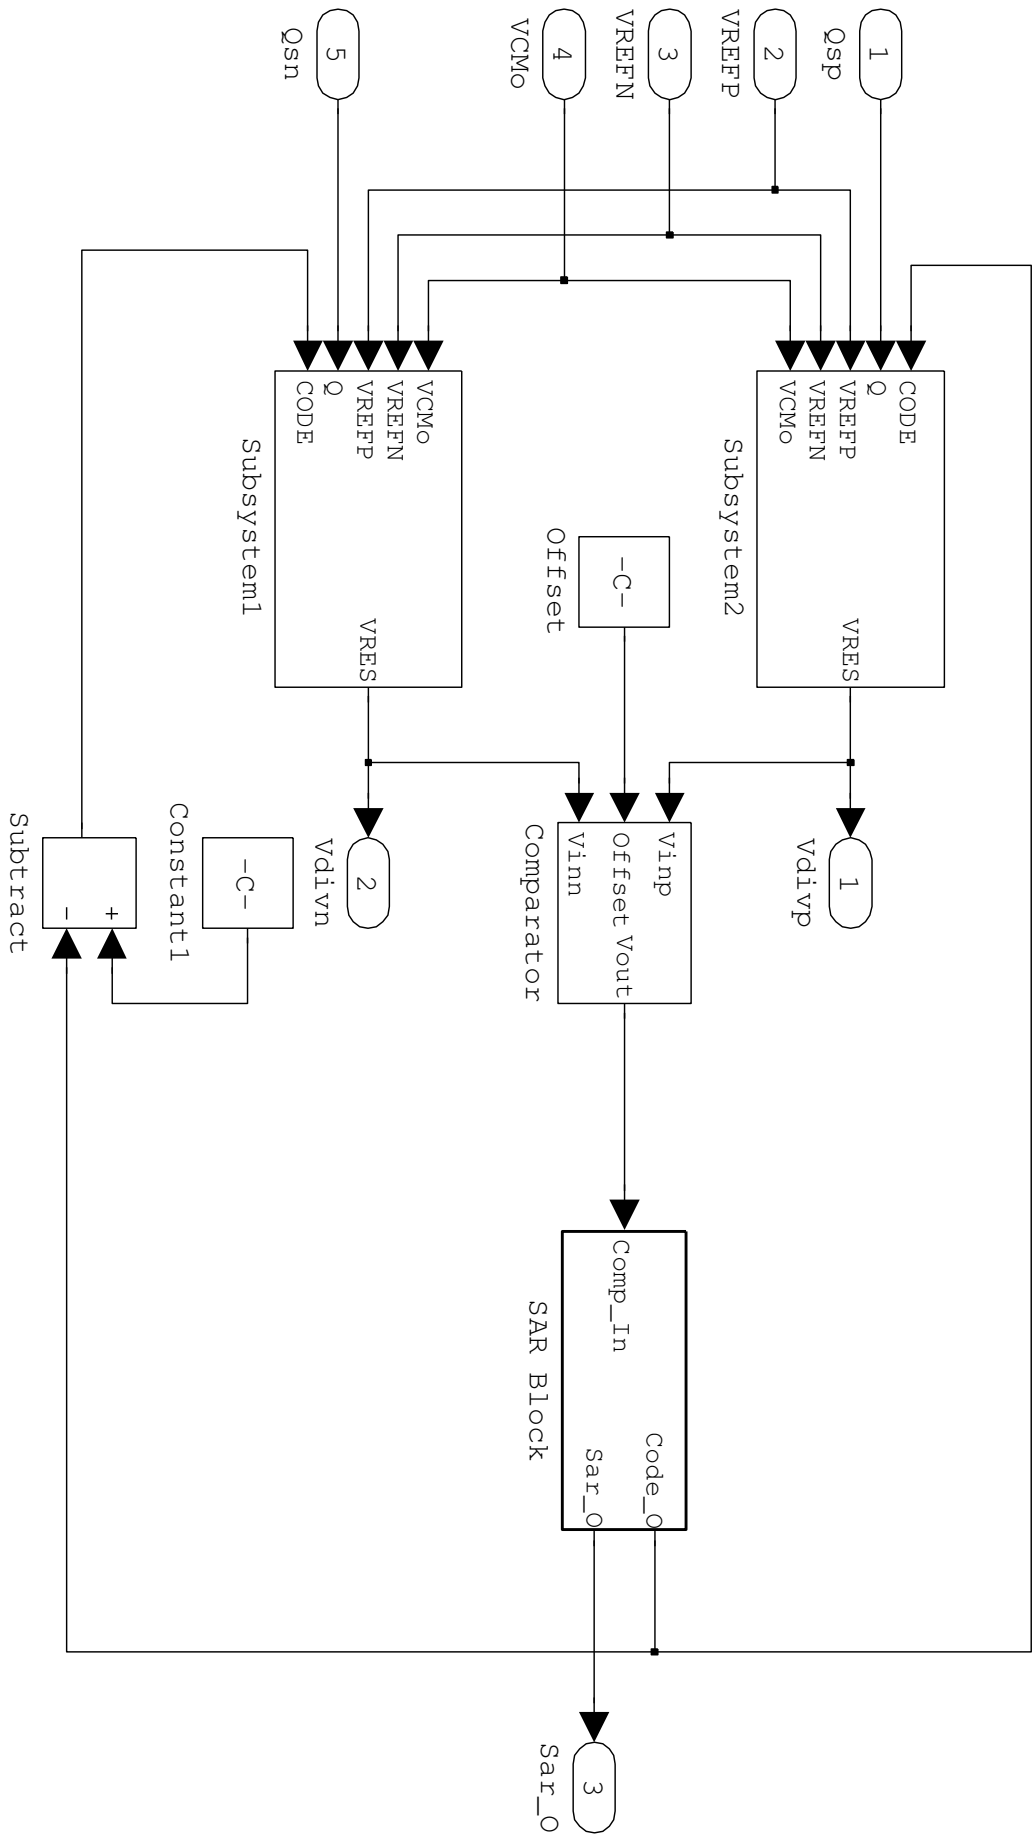 1
Qsp
2
VREFP
3
VREFN
4
VCMo
5
Qsn
CODE
Q
VREFP
VREFN
VCMo
VRES
Subsystem2
VCMo
VREFN
VREFP
Q
CODE
VRES
Subsystem1
-C-
Offset
1
Vdivp
Vinp
Offset
Vinn
Vout
Comparator
2
Vdivn
-C-
Constant1
+
-
Subtract
Comp_In
Code_O
Sar_O
SAR Block
3
Sar_O